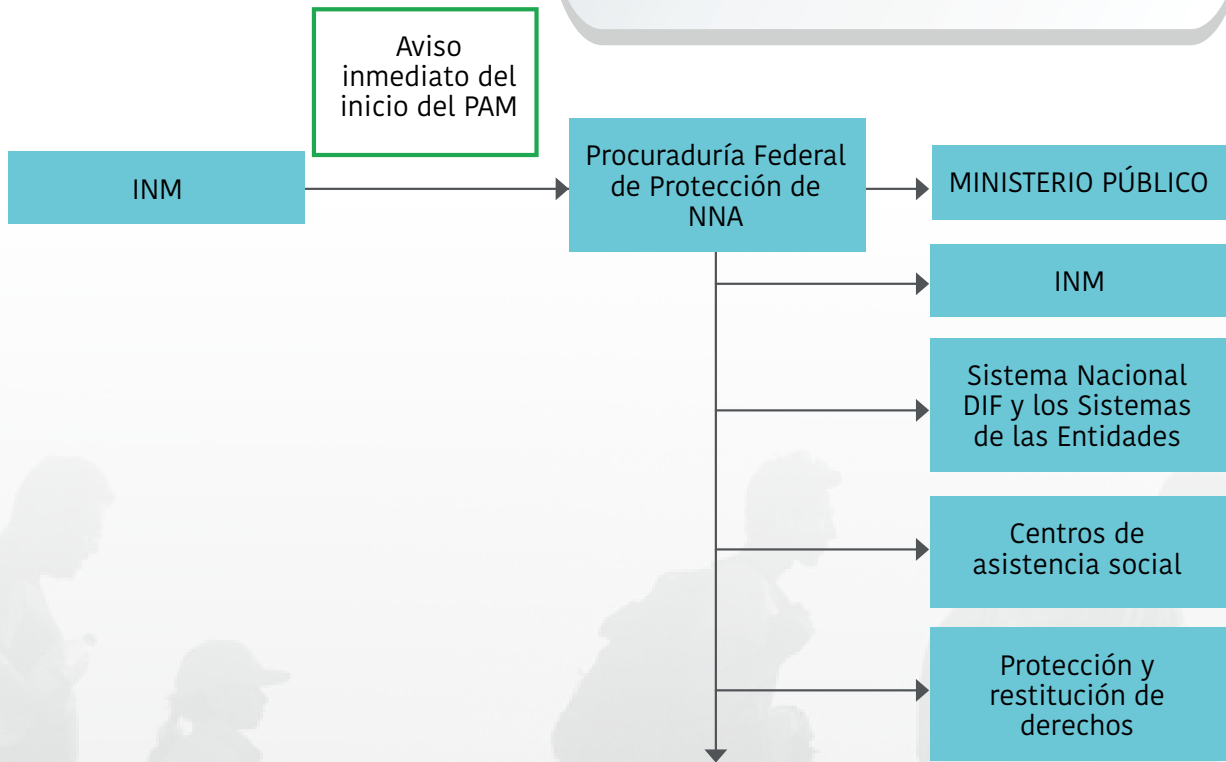 Aviso
inmediato del
inicio del PAM
INM
Procuraduría Federal
de Protección de
NNA
MINISTERIO PÚBLICO
INM
Sistema Nacional
DIF y los Sistemas
de las Entidades
Centros de
asistencia social
Protección y
restitución de
derechos